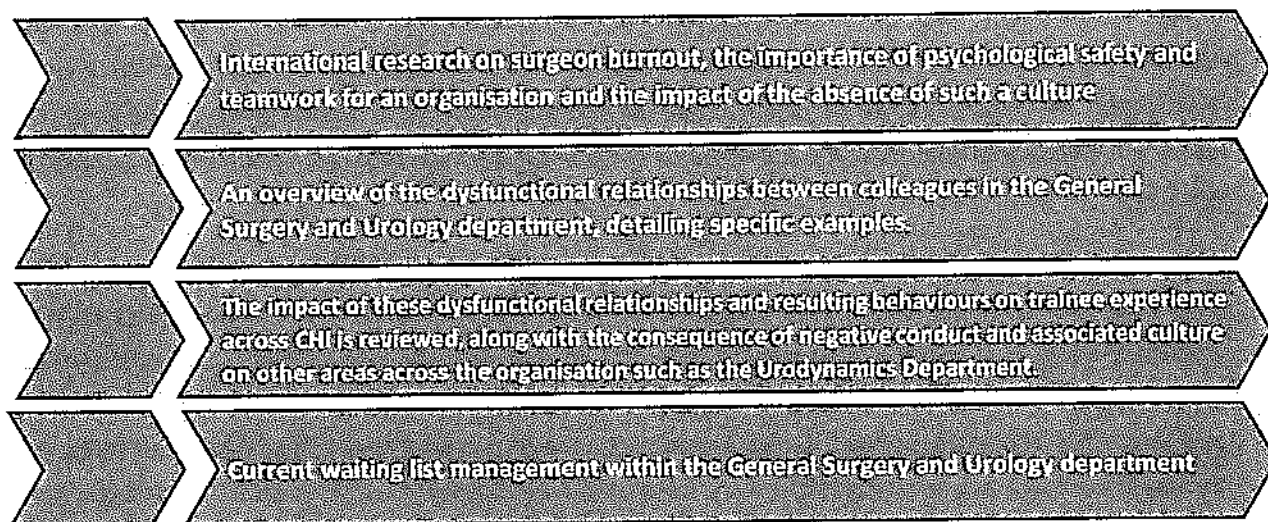 International research on surgeon burnout, the importance of psychological safety and
teamwork for an organisation and the impact of the absence of such a culture
An overview of the dysfunctional relationships between colleagues in the General
Surgery and Urology department, detailing specific examples.
The impact of these dysfunctional relationships and resulting behaviours on trainee experience
across CHI is reviewed, along with the consequence of negative conduct and associated culture
on other areas across the organisation such as the Urodynamics Department.
Current waiting list management within the General Surgery and Urology department